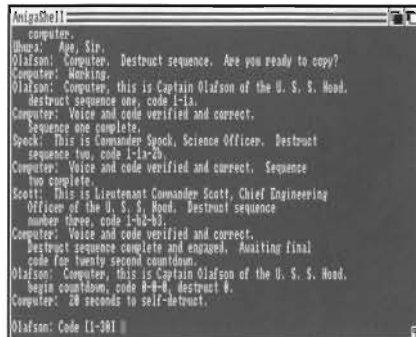 AmigaShell
computer.
Uhura: Aye, Sir.
Olafson: Computer. Destruct sequence. Are you ready to copy?
Computer: Working.
Olafson: Computer, this is Captain Olafson of the U. S. S. Hood.
destruct sequence one, code 1-1a.
Computer: Voice and code verified and correct.
Sequence one complete.
Spock: This is Commander Spock, Science Officer. Destruct
sequence two, code 1-1a-2b.
Computer: Voice and code verified and correct. Sequence
two complete.
Scott: This is Lieutenant Commander Scott, Chief Engineering
Officer of the U. S. S. Hood. Destruct sequence
number three, code 1-b2-b3.
Computer: Voice and code verified and correct.
Destruct sequence complete and engaged. Awaiting final
code for twenty second countdown.
Olafson: Computer, this is Captain Olafson of the U. S. S. Hood.
begin countdown, code 0-0-0, destruct 0.
Computer: 20 seconds to self-detruct.
Olafson: Code [1-30]